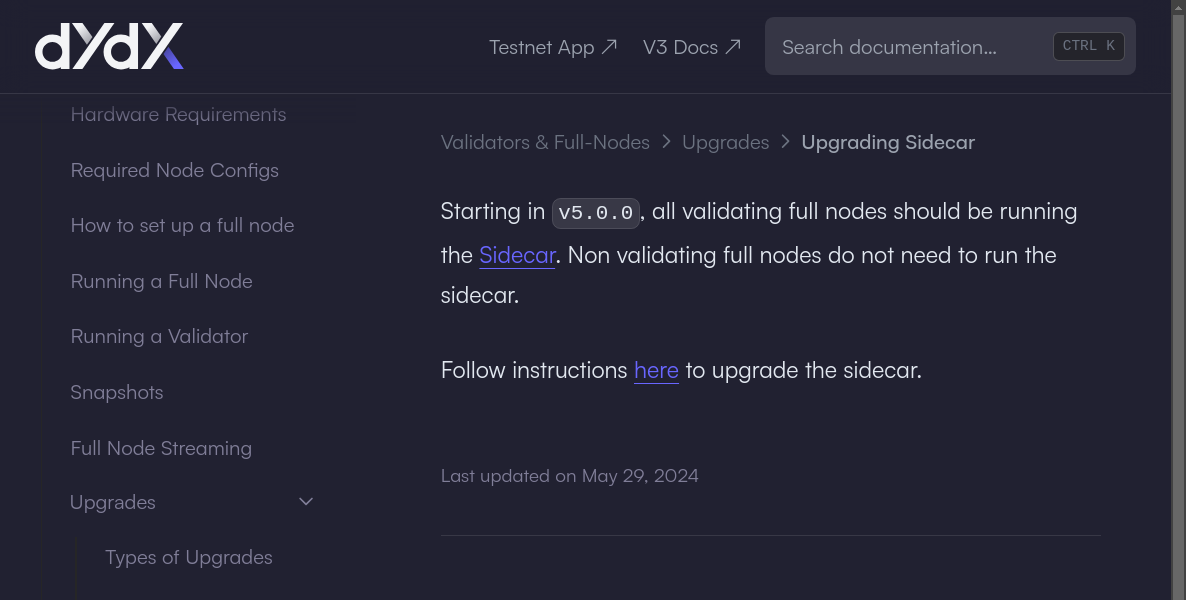 dYdX
Testnet App
V3 Docs
Search documentation...
CTRL K
Hardware Requirements
Required Node Configs
How to set up a full node
Running a Full Node
Running a Validator
Snapshots
Full Node Streaming
Upgrades
Types of Upgrades
Validators & Full-Nodes > Upgrades > Upgrading Sidecar
Starting in v5.0.0, all validating full nodes should be running
the Sidecar. Non validating full nodes do not need to run the
sidecar.
Follow instructions here to upgrade the sidecar.
Last updated on May 29, 2024